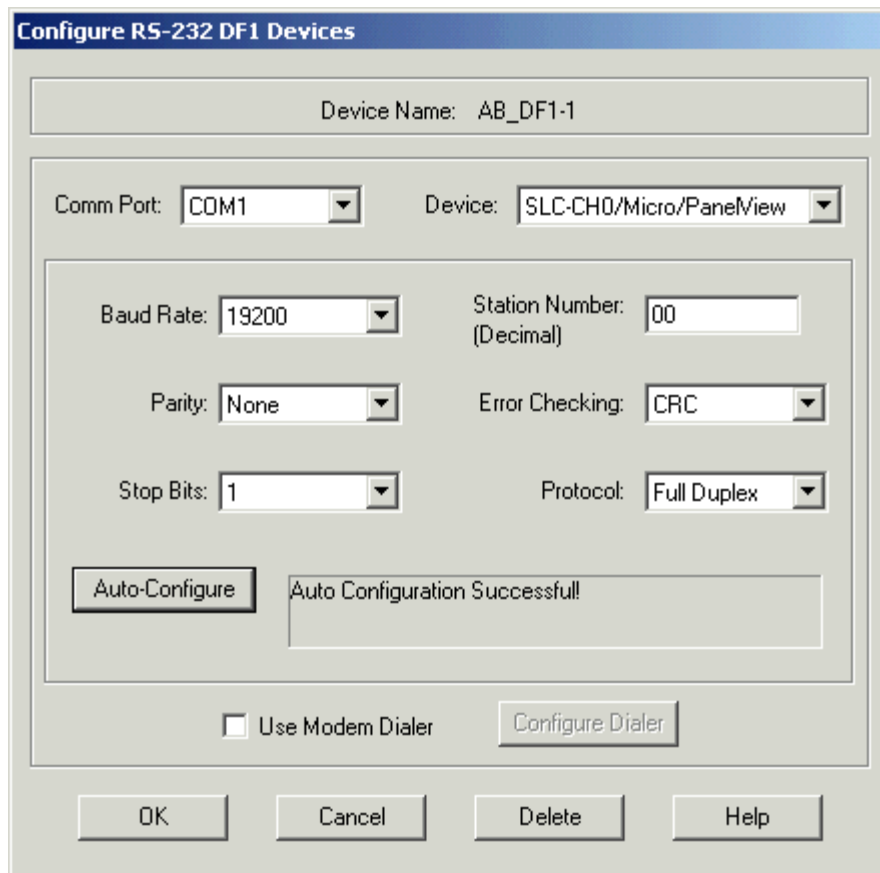 Configure RS-232 DF1 Devices
Device Name: AB_DF1-1
Comm Port: COM1 Device: SLC-CH0/Micro/PanelView
Baud Rate: 19200 Station Number: 00
(Decimal)
Parity: None Error Checking: CRC
Stop Bits: 1 Protocol: Full Duplex
Auto-Configure Auto Configuration Successful!
Use Modem Dialer Configure Dialer
OK Cancel Delete Help